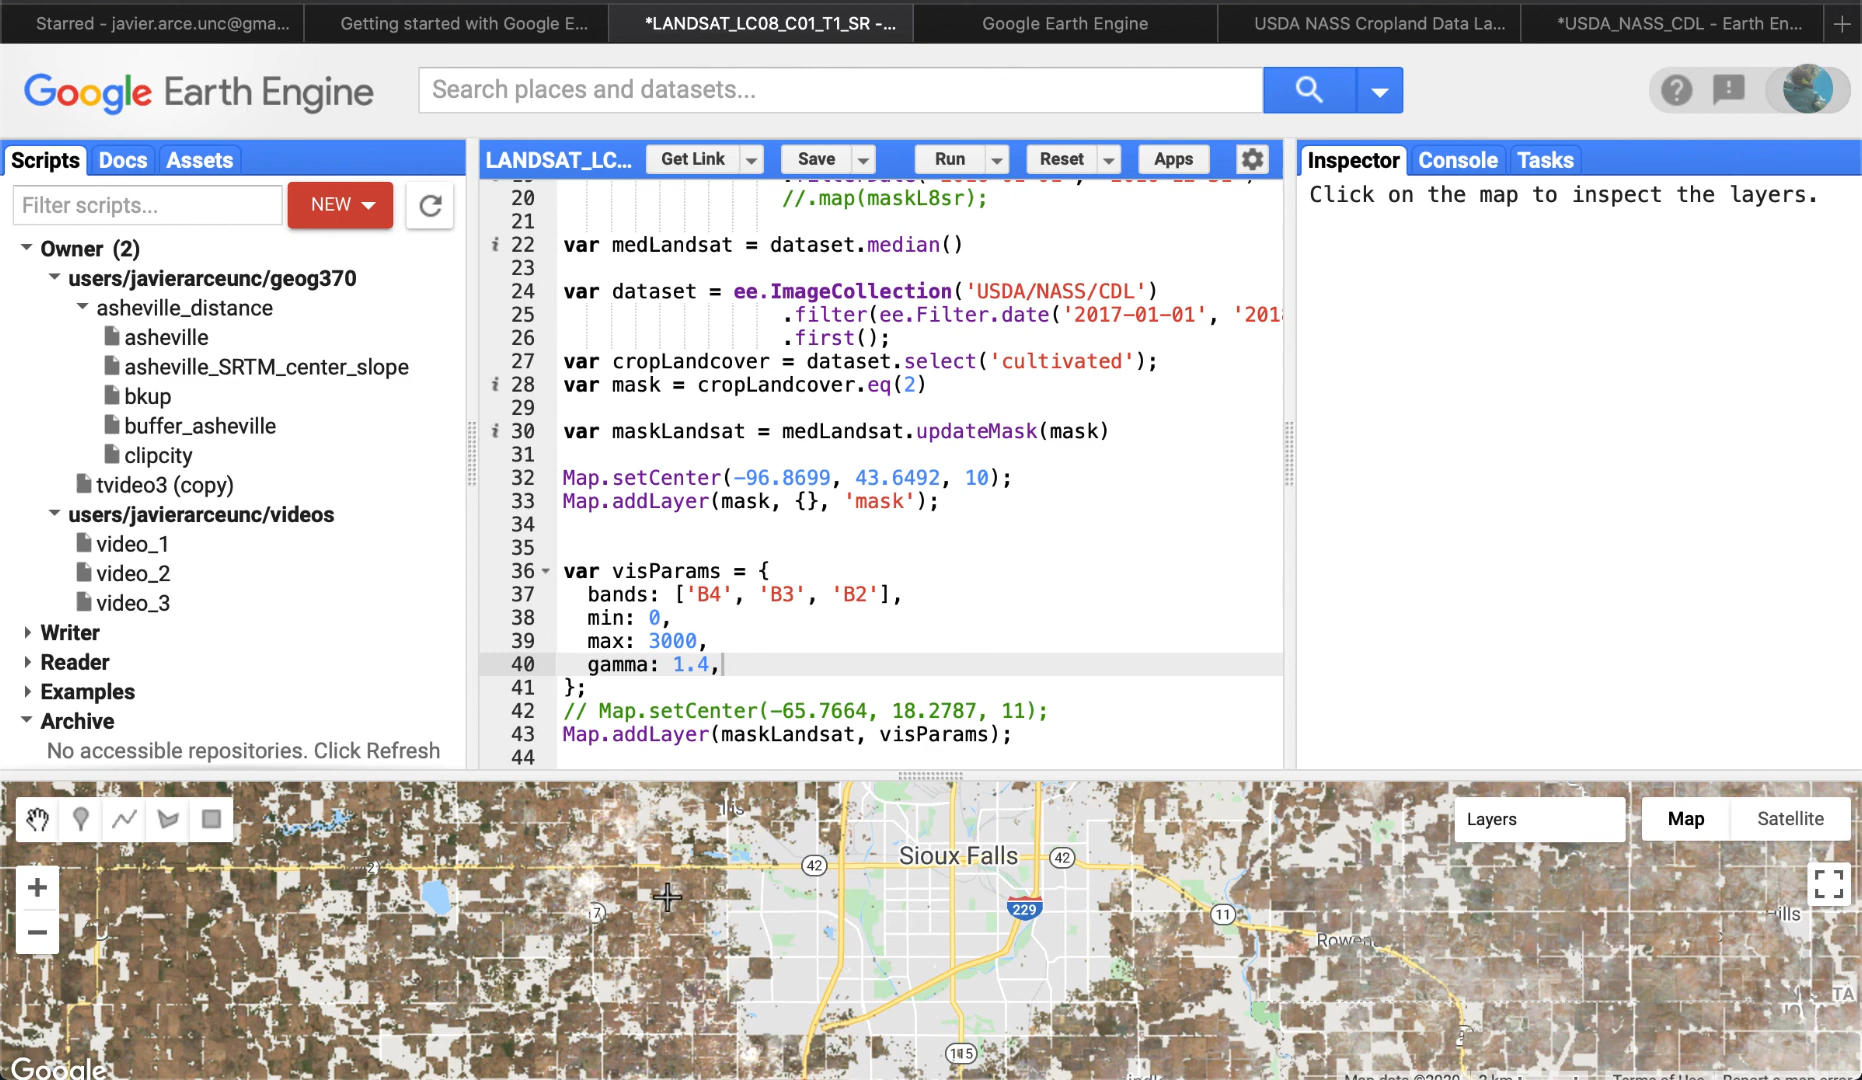 Starred - javier.arce.unc@gma...
Getting started with Google E...
*LANDSAT_LC08_C01_T1_SR -...
Google Earth Engine
USDA NASS Cropland Data La...
*USDA_NASS_CDL - Earth En...
Google Earth Engine
Search places and datasets...
Scripts Docs Assets
Filter scripts...
NEW
Owner (2)
users/javierarceunc/geog370
asheville_distance
asheville
asheville_SRTM_center_slope
bkup
buffer_asheville
clipcity
tvideo3 (copy)
users/javierarceunc/videos
video_1
video_2
video_3
Writer
Reader
Examples
Archive
No accessible repositories. Click Refresh
LANDSAT_LC... Get Link Save Run Reset Apps
20 //.map(maskL8sr);
21
i 22 var medLandsat = dataset.median()
23
24 var dataset = ee.ImageCollection('USDA/NASS/CDL')
25 .filter(ee.Filter.date('2017-01-01', '201
26 .first();
27 var cropLandcover = dataset.select('cultivated');
i 28 var mask = cropLandcover.eq(2)
29
i 30 var maskLandsat = medLandsat.updateMask(mask)
31
32 Map.setCenter(-96.8699, 43.6492, 10);
33 Map.addLayer(mask, {}, 'mask');
34
35
36 var visParams = {
37 bands: ['B4', 'B3', 'B2'],
38 min: 0,
39 max: 3000,
40 gamma: 1.4,
41 };
42 // Map.setCenter(-65.7664, 18.2787, 11);
43 Map.addLayer(maskLandsat, visParams);
44
Inspector Console Tasks
Click on the map to inspect the layers.
Layers
Map Satellite
Sioux Falls
42
42
229
11
115
Rowena
Google